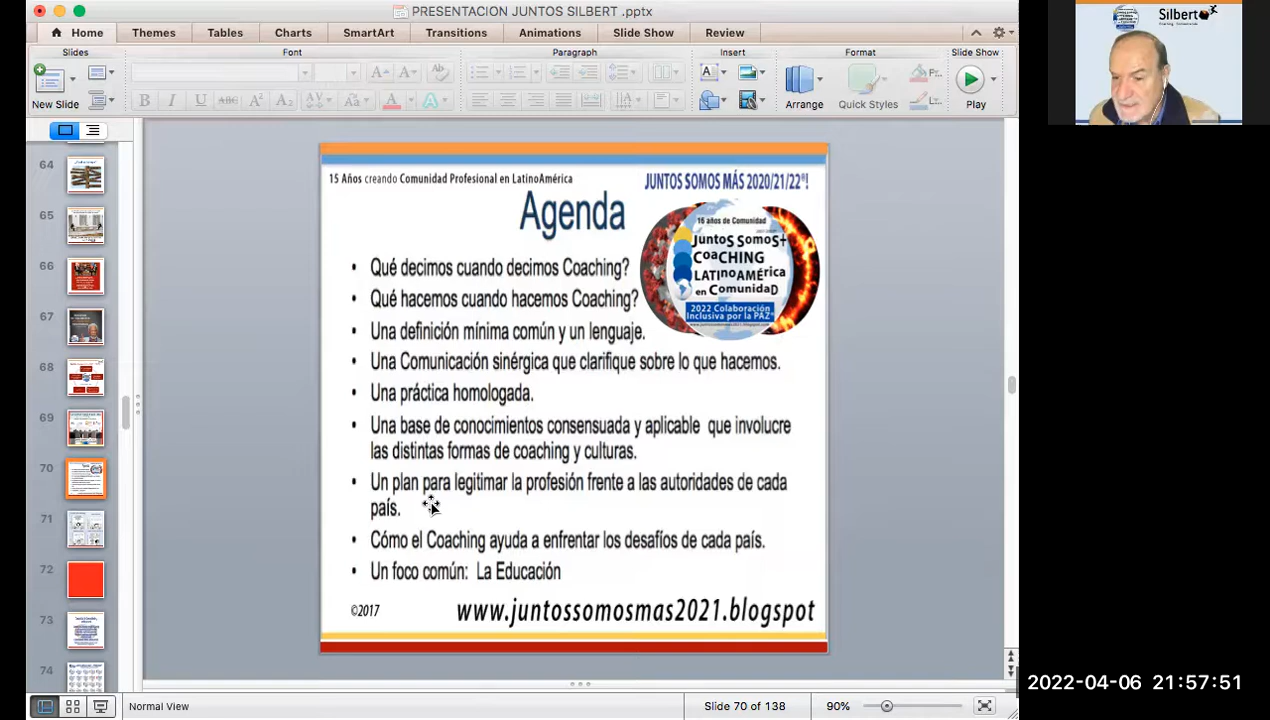 PRESENTACION JUNTOS SILBERT .pptx
Home Themes Tables Charts SmartArt Transitions Animations Slide Show Review
Slides Font Paragraph Insert Format Slide Show
New Slide Arrange Quick Styles Play
64
65
66
67
68
69
70
71
72
73
74
15 Años creando Comunidad Profesional en LatinoAmérica
JUNTOS SOMOS MÁS 2020/21/22®!
Agenda
16 años de Comunidad
JuntoS SomoS+
CoaCHING
LATINoAMÉrica
en ComunidaD
2022 Colaboración
Inclusiva por la PAZ®
• Qué decimos cuando decimos Coaching?
• Qué hacemos cuando hacemos Coaching?
• Una definición mínima común y un lenguaje.
• Una Comunicación sinérgica que clarifique sobre lo que hacemos.
• Una práctica homologada.
• Una base de conocimientos consensuada y aplicable que involucre
las distintas formas de coaching y culturas.
• Un plan para legitimar la profesión frente a las autoridades de cada
país.
• Cómo el Coaching ayuda a enfrentar los desafíos de cada país.
• Un foco común: La Educación
©2017
www.juntossomosmas2021.blogspot
Normal View
Slide 70 of 138
90%
Silbert
2022-04-06 21:57:51